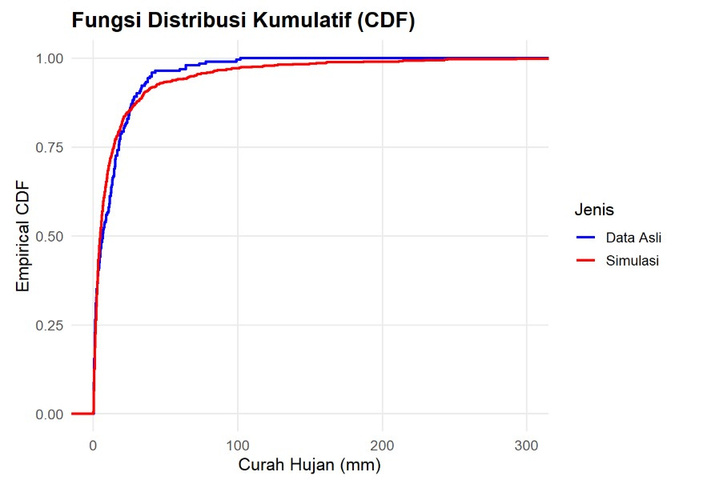 Fungsi Distribusi Kumulatif (CDF)
1.00
0.75
0.50
0.25
0.00
Empirical CDF
0
100
200
300
Curah Hujan (mm)
Jenis
Data Asli
Simulasi